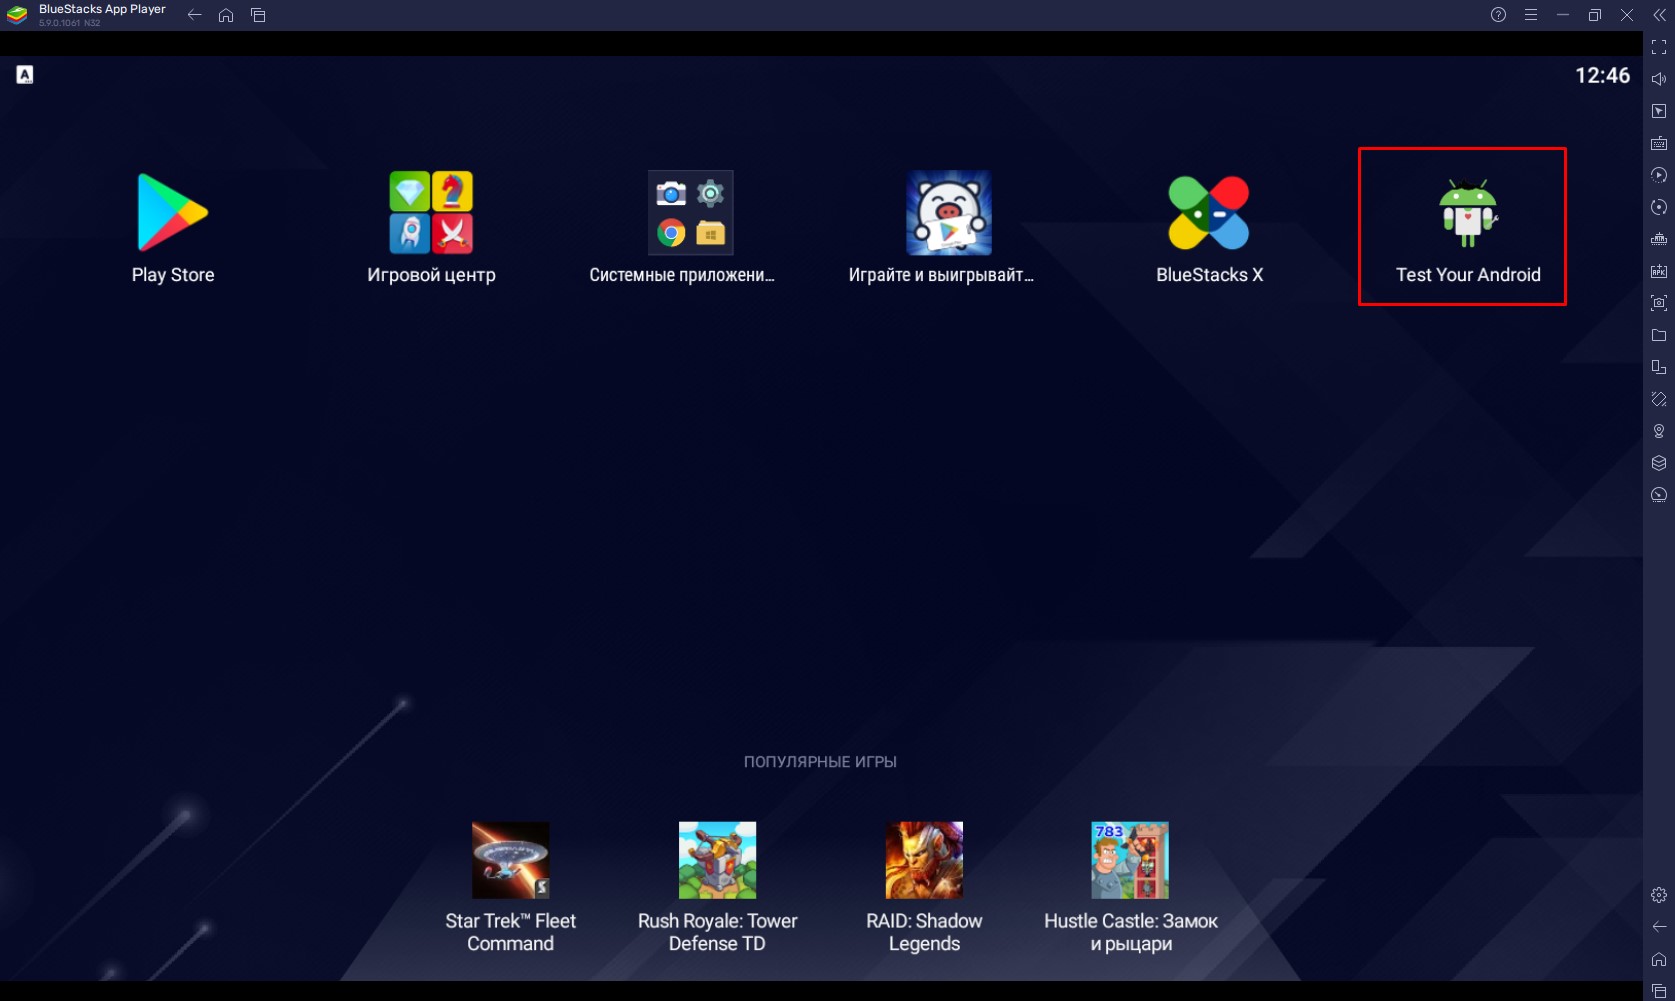 BlueStacks App Player
5.9.0.1061 N32
A
12:46
Play Store
Игровой центр
Системные приложени...
Играйте и выигрывайт...
BlueStacks X
Test Your Android
ПОПУЛЯРНЫЕ ИГРЫ
783
S
Star Trek™ Fleet
Command
Rush Royale: Tower
Defense TD
RAID: Shadow
Legends
Hustle Castle: Замок
и рыцари